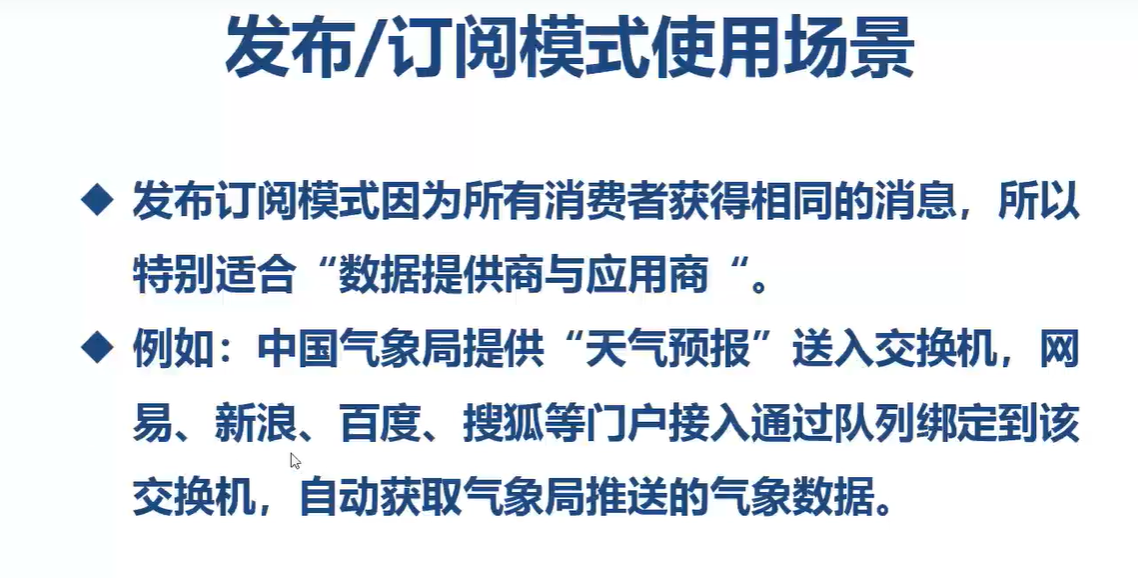 发布/订阅模式使用场景
◆ 发布订阅模式因为所有消费者获得相同的消息，所以
特别适合“数据提供商与应用商“。
◆ 例如：中国气象局提供“天气预报”送入交换机，网
易、新浪、百度、搜狐等门户接入通过队列绑定到该
交换机，自动获取气象局推送的气象数据。